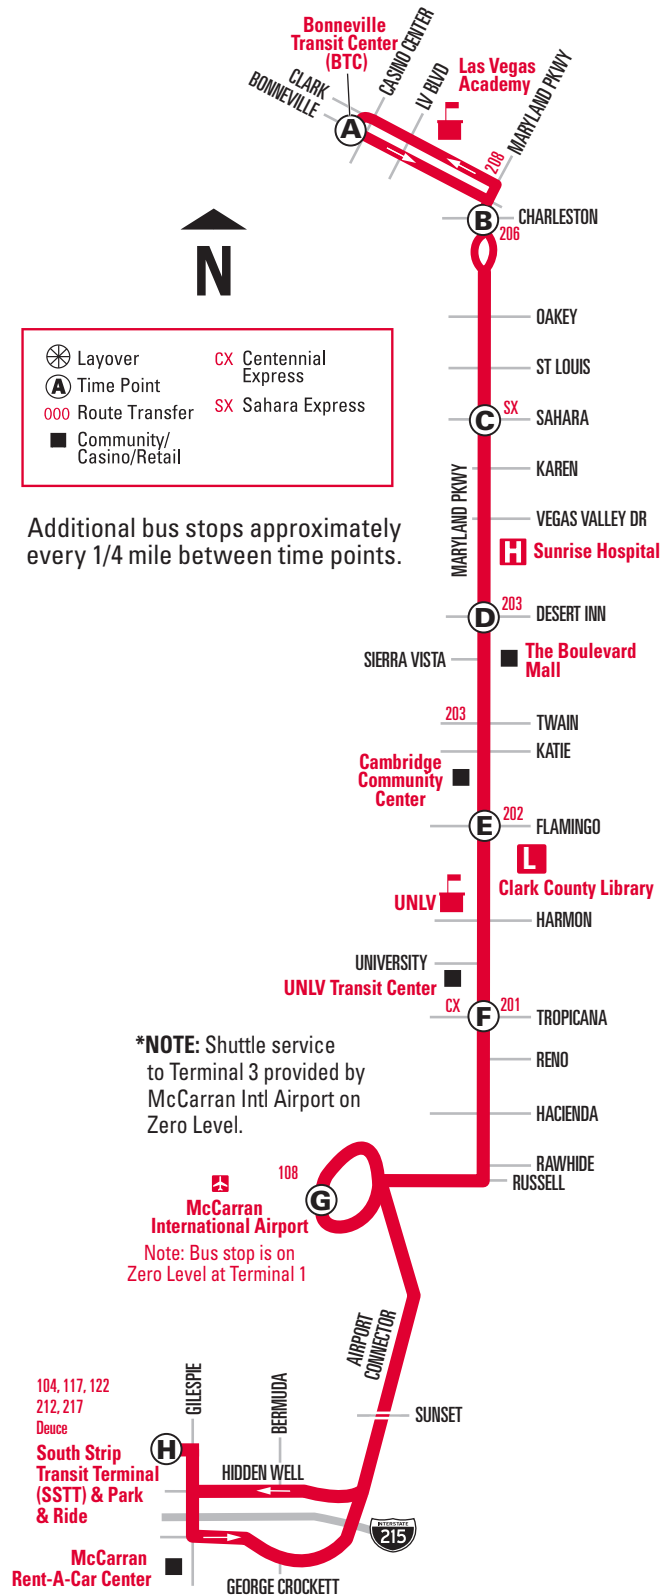 Bonneville
Transit Center
(BTC)
CASINO CENTER
CLARK
BONNEVILLE
LV BLVD
Las Vegas
Academy
MARYLAND PKWY
A
208
B
CHARLESTON
206
N
OAKEY
ST LOUIS
Layover
A Time Point
000 Route Transfer
Community/
Casino/Retail
CX Centennial
Express
SX Sahara Express
C
SX
SAHARA
KAREN
MARYLAND PKWY
VEGAS VALLEY DR
Additional bus stops approximately
every 1/4 mile between time points.
H Sunrise Hospital
D
203
DESERT INN
SIERRA VISTA
The Boulevard
Mall
203
TWAIN
KATIE
Cambridge
Community
Center
E
202
FLAMINGO
L
Clark County Library
UNLV
HARMON
UNIVERSITY
UNLV Transit Center
CX
F
201
TROPICANA
*NOTE: Shuttle service
to Terminal 3 provided by
McCarran Intl Airport on
Zero Level.
RENO
HACIENDA
RAWHIDE
RUSSELL
108
G
McCarran
International Airport
Note: Bus stop is on
Zero Level at Terminal 1
AIRPORT
CONNECTOR
SUNSET
104, 117, 122
212, 217
Deuce
GILESPIE
BERMUDA
H
South Strip
Transit Terminal
(SSTT) & Park
& Ride
HIDDEN WELL
INTERSTATE
215
McCarran
Rent-A-Car Center
GEORGE CROCKETT